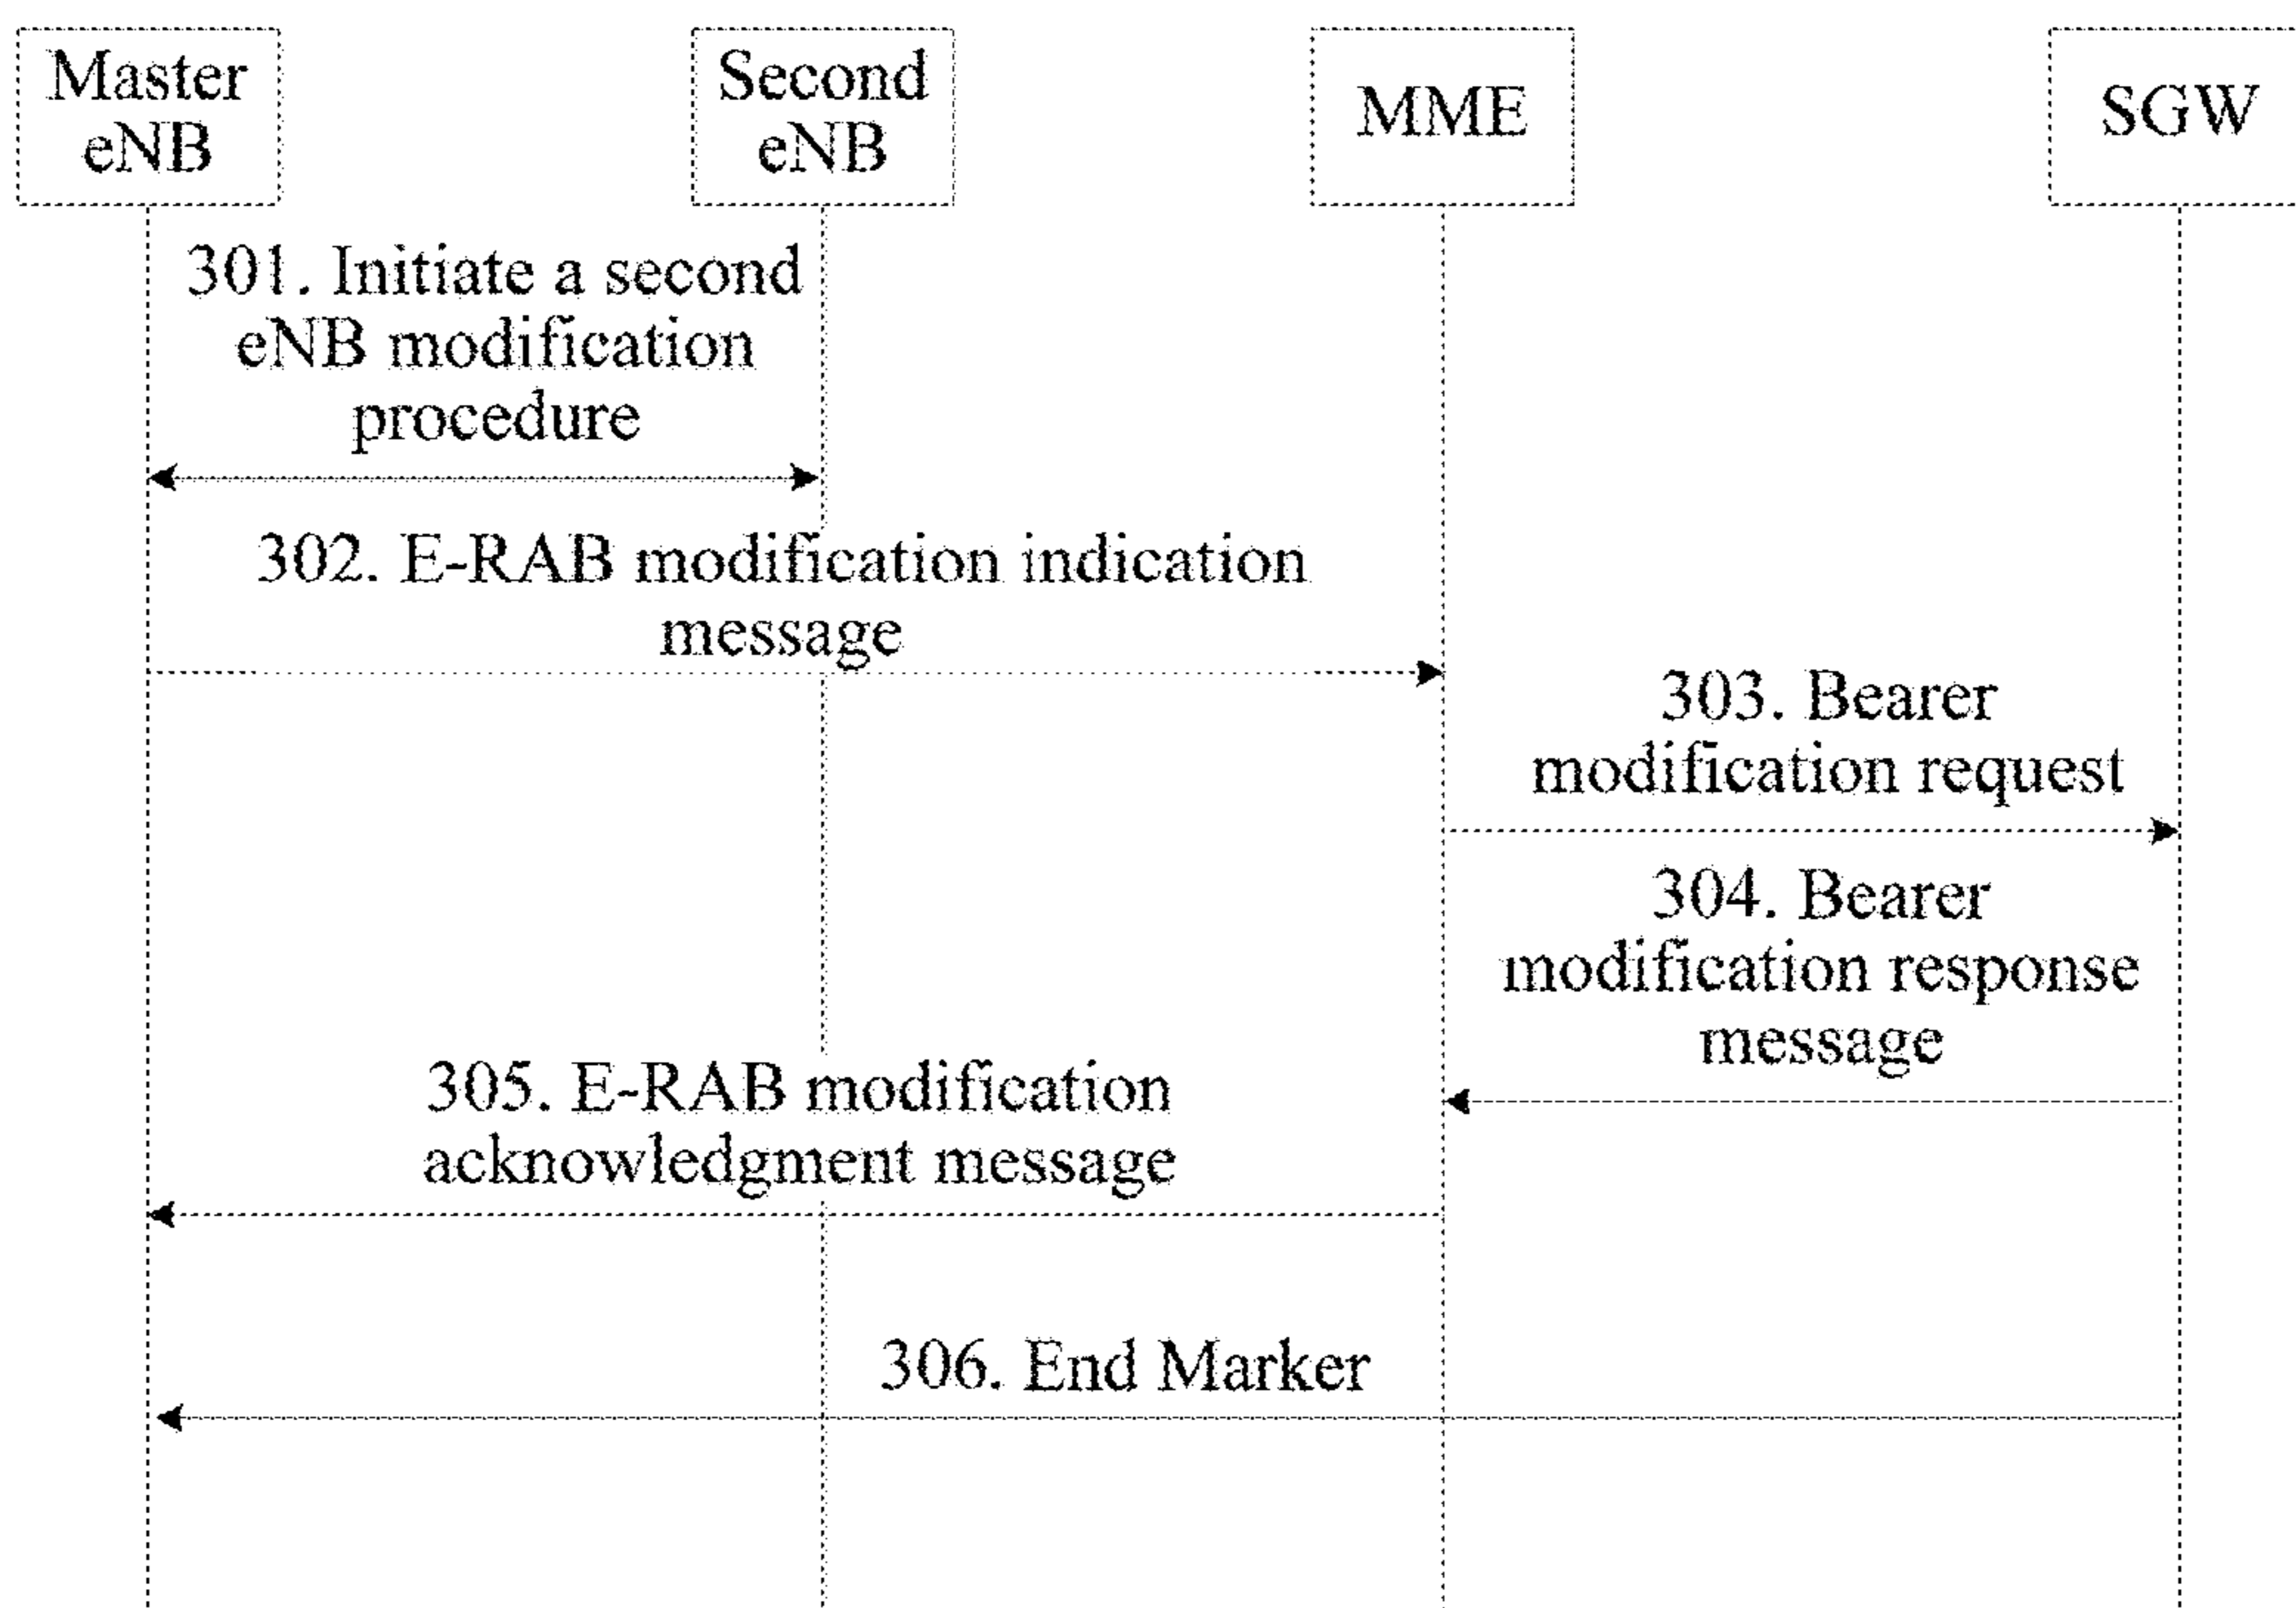 Master
eNB
Second
eNB
MME
SGW
301. Initiate a second
eNB modification
procedure
302. E-RAB modification indication
message
303. Bearer
modification request
304. Bearer
modification response
message
305. E-RAB modification
acknowledgment message
306. End Marker